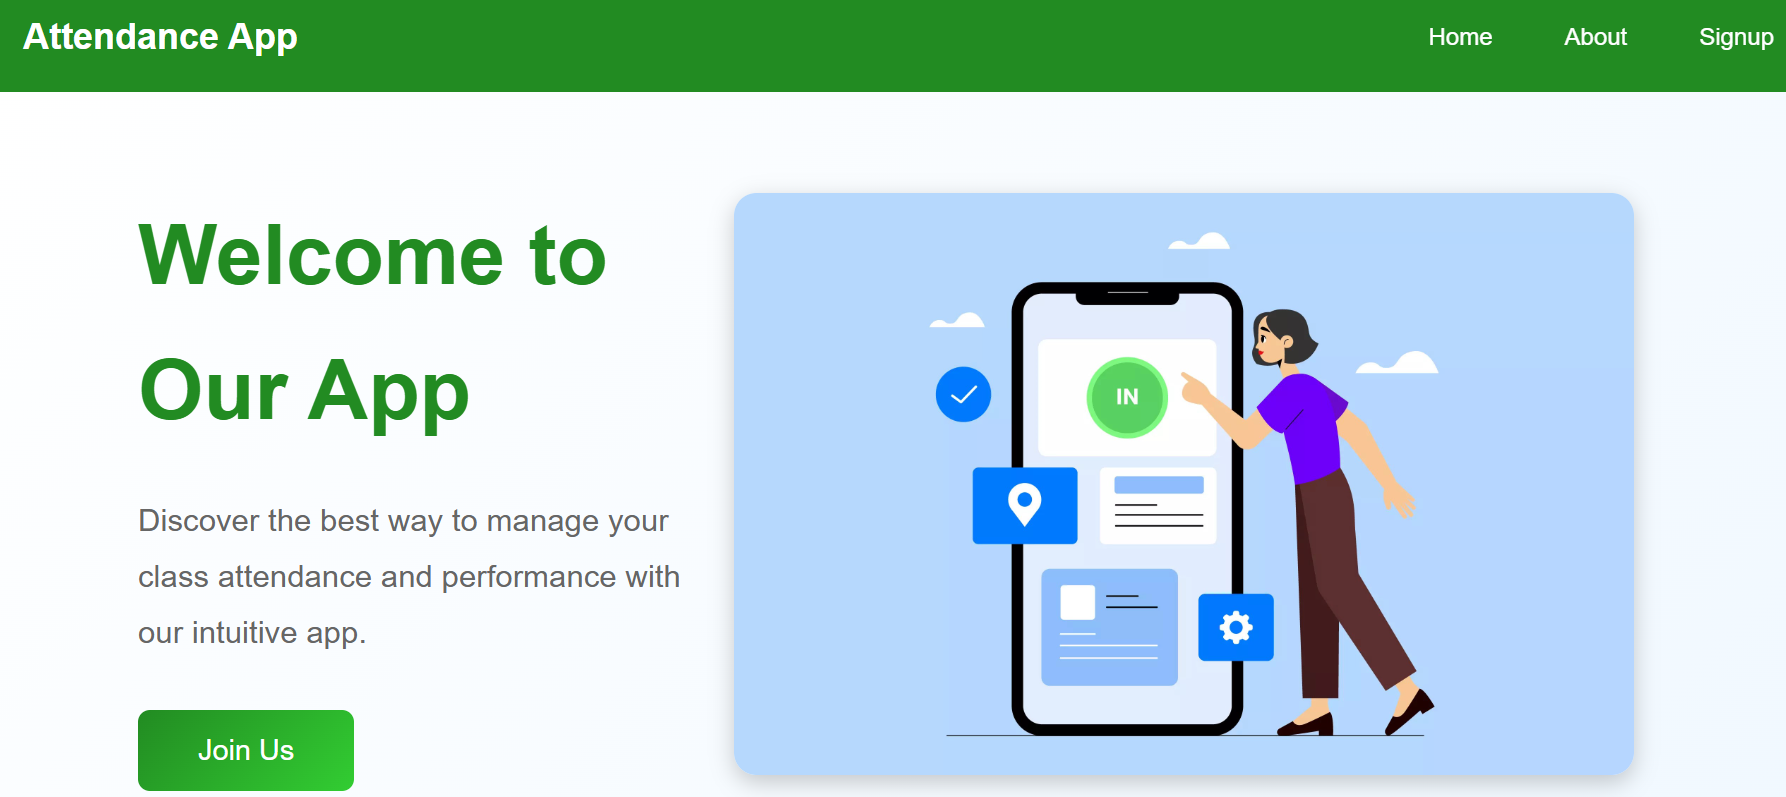 Attendance App
Home
About
Signup
Welcome to
Our App
Discover the best way to manage your
class attendance and performance with
our intuitive app.
Join Us
IN